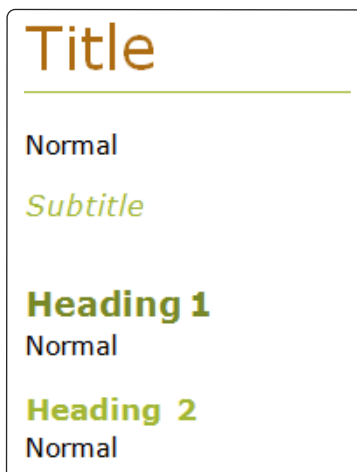 Title
Normal
Subtitle
Heading 1
Normal
Heading 2
Normal